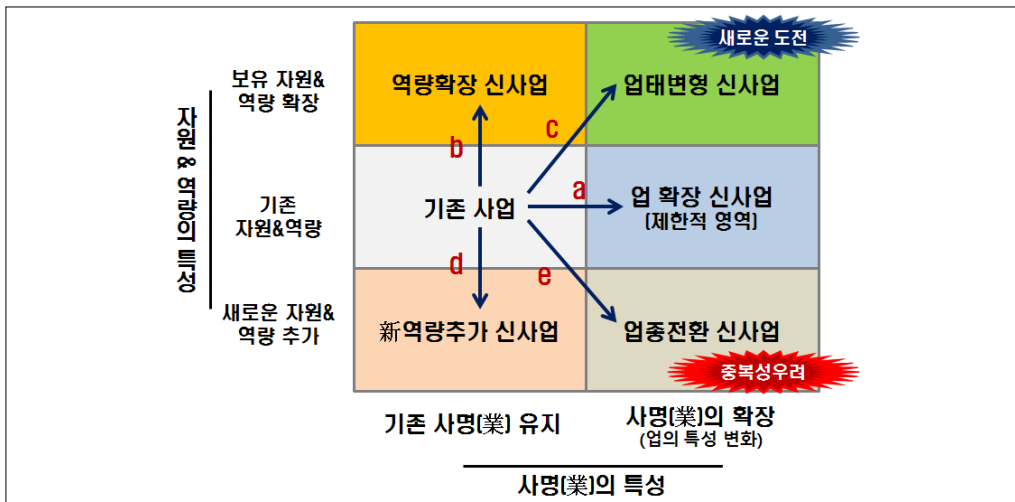 새로운 도전
보유 자원&
역량 확장
역량확장 신사업
업태변형 신사업
b
c
자원 & 역량의 특성
기존
자원&역량
기존 사업
a
업 확장 신사업
(제한적 영역)
d
e
새로운 자원&
역량 추가
新역량추가 신사업
업종전환 신사업
중복성우려
기존 사명(業) 유지
사명(業)의 확장
(업의 특성 변화)
사명(業)의 특성